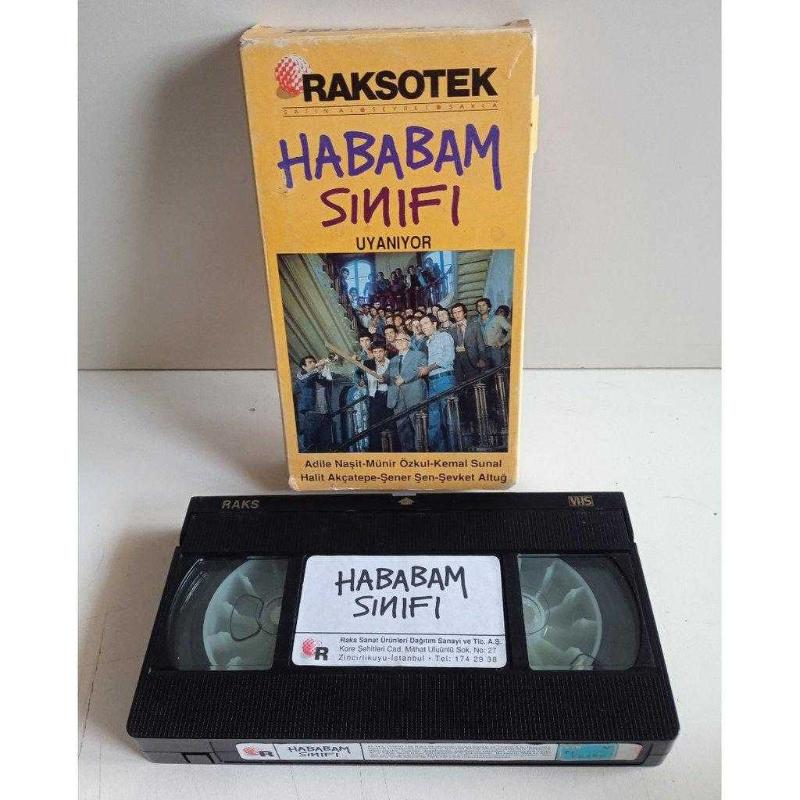 RAKSOTEK
SATIN AL●SEYRET●SAKLA
HABABAM
SINIFI
UYANIYOR
Adile Naşit-Münir Özkul-Kemal Sunal
Halit Akçatepe-Şener Şen-Şevket Altuğ
RAKS
VHS
HABABAM
SINIFI
R
Raks Sanat Ürünleri Dağıtım Sanayi ve Tic. A.Ş.
Kore Şehitleri Cad. Mithat Uluünlü Sok. No: 27
Zincirlikuyu-İstanbul • Tel: 174 29 38
R
HABABAM
SINIFI